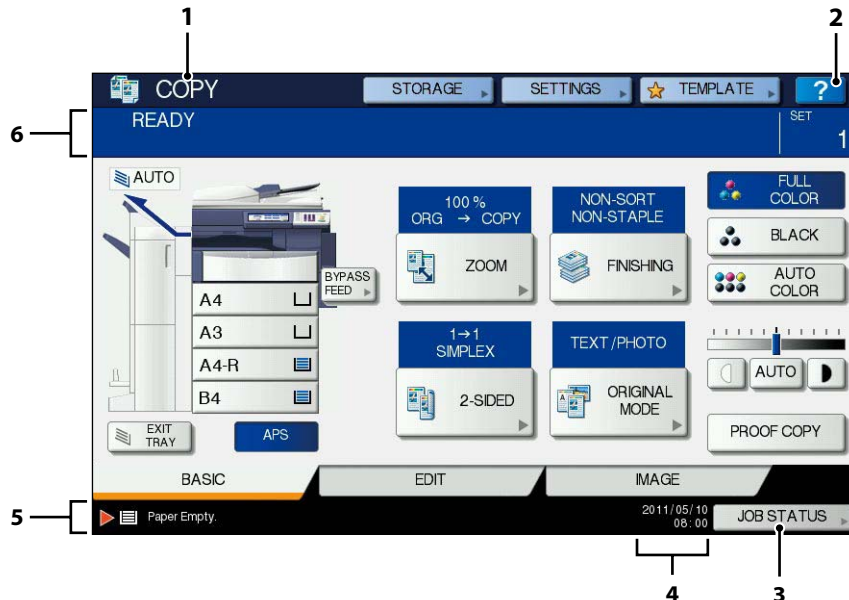 1
2
COPY
STORAGE
SETTINGS
TEMPLATE
?
6
READY
SET
1
AUTO
100 %
ORG → COPY
ZOOM
NON-SORT
NON-STAPLE
FINISHING
FULL
COLOR
BLACK
AUTO
COLOR
BYPASS
FEED
A4
A3
A4-R
B4
1→1
SIMPLEX
2-SIDED
TEXT/PHOTO
ORIGINAL
MODE
AUTO
EXIT
TRAY
APS
PROOF COPY
BASIC
EDIT
IMAGE
5
Paper Empty.
2011/05/10
08:00
JOB STATUS
4
3